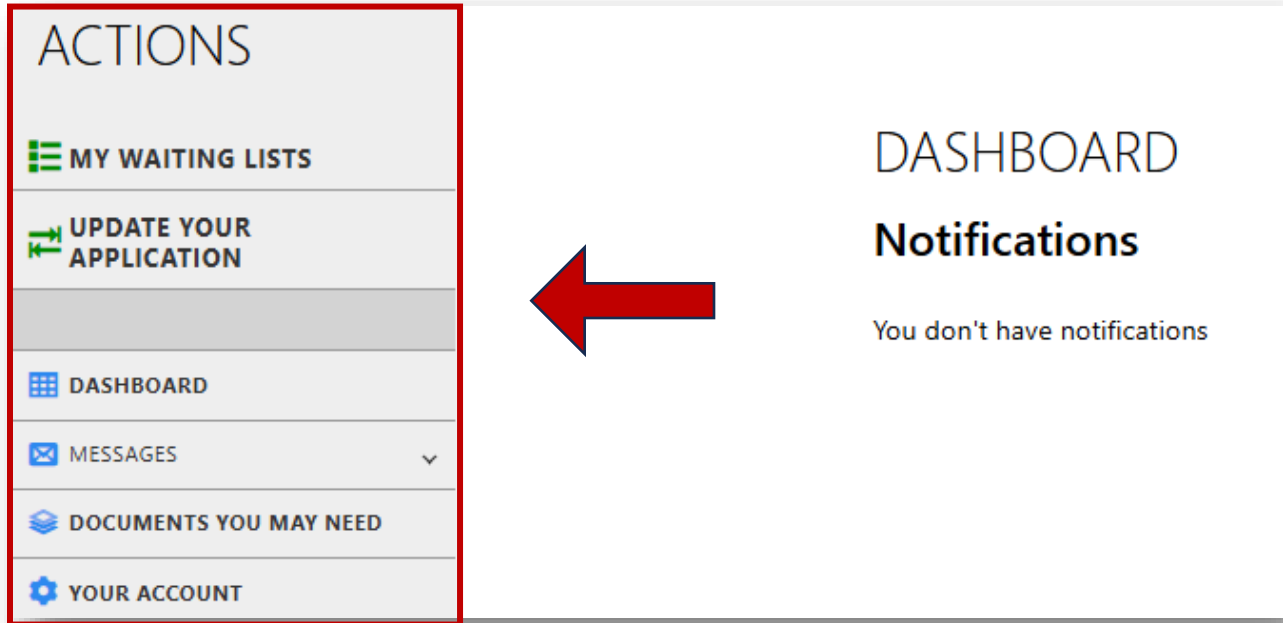 ACTIONS
MY WAITING LISTS
UPDATE YOUR
APPLICATION
DASHBOARD
MESSAGES
DOCUMENTS YOU MAY NEED
YOUR ACCOUNT
DASHBOARD
Notifications
You don't have notifications